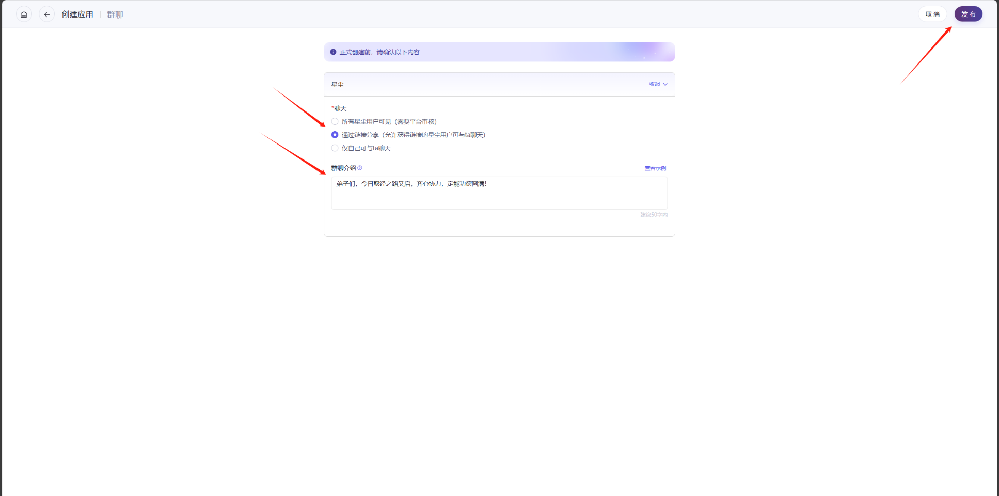 创建应用 | 群聊
取消
发布
正式创建前，请确认以下内容
星尘
收起
*聊天
所有星尘用户可见（需要平台审核）
通过链接分享（允许获得链接的星尘用户可与ta聊天）
仅自己可与ta聊天
群聊介绍
查看示例
弟子们，今日取经之路又启，齐心协力，定能功德圆满！
建议50字内